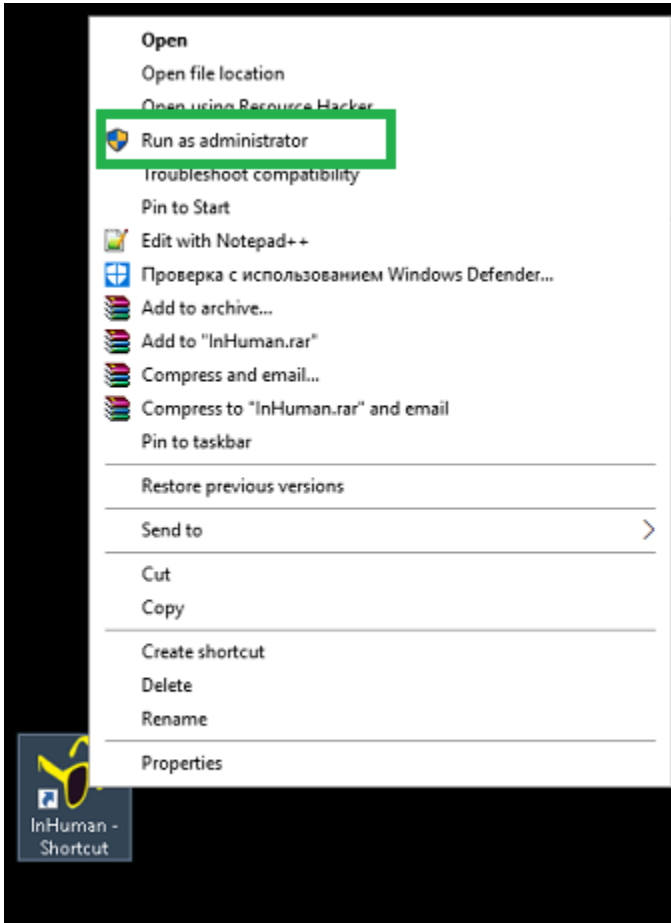 Open
Open file location
Open using Resource Hacker
Run as administrator
Troubleshoot compatibility
Pin to Start
Edit with Notepad++
Проверка с использованием Windows Defender...
Add to archive...
Add to "InHuman.rar"
Compress and email...
Compress to "InHuman.rar" and email
Pin to taskbar
Restore previous versions
Send to
Cut
Copy
Create shortcut
Delete
Rename
Properties
InHuman -
Shortcut